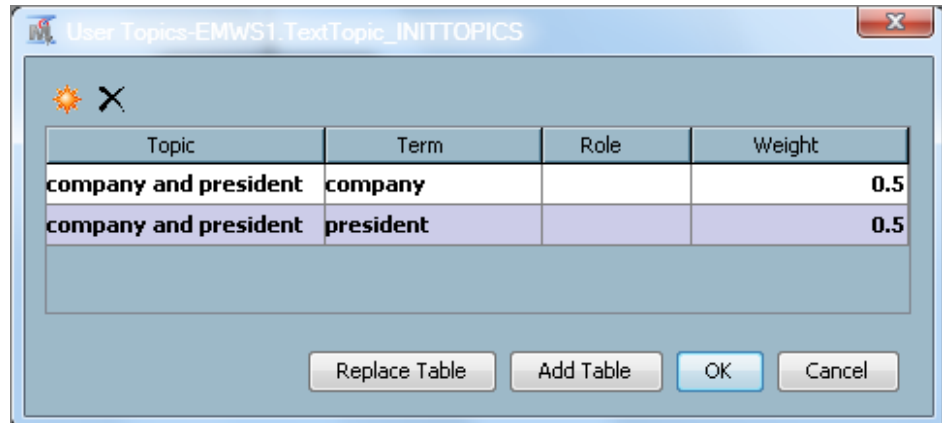 User Topics-EMWS1.TextTopic_INITTOPICS
Topic Term Role Weight
company and president company 0.5
company and president president 0.5
Replace Table Add Table OK Cancel